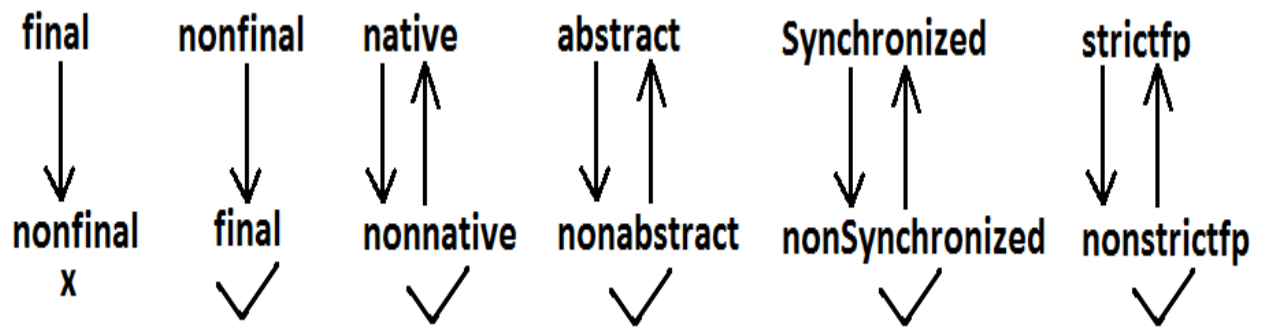 final nonfinal native abstract Synchronized strictfp
nonfinal final nonnative nonabstract nonSynchronized nonstrictfp
x